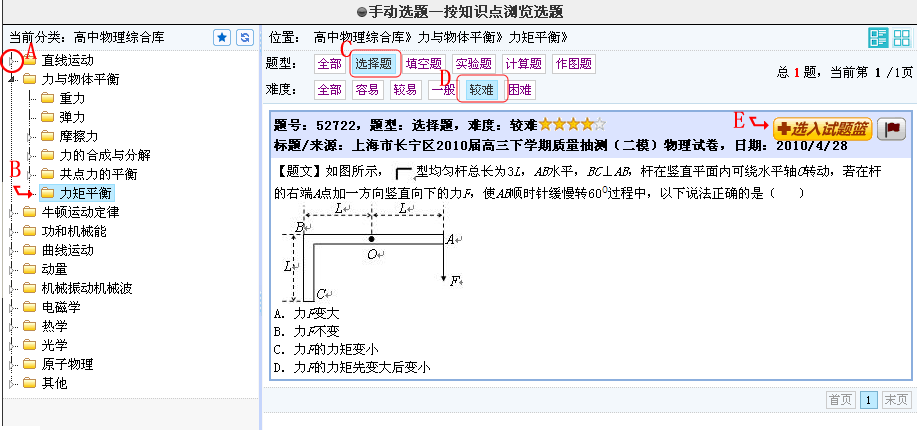 ●手动选题—按知识点浏览选题
当前分类：高中物理综合库
A
直线运动
力与物体平衡
重力
弹力
摩擦力
力的合成与分解
共点力的平衡
B
力矩平衡
牛顿运动定律
功和机械能
曲线运动
动量
机械振动机械波
电磁学
热学
光学
原子物理
其他
位置： 高中物理综合库》力与物体平衡》力矩平衡》
C
题型： 全部 选择题 填空题 实验题 计算题 作图题
D
难度： 全部 容易 较易 一般 较难 困难
总 1 题，当前第 1 /1页
题号：52722，题型：选择题，难度：较难★★★★☆
E
选入试题篮
标题/来源：上海市长宁区2010届高三下学期质量抽测（二模）物理试卷，日期：2010/4/28
【题文】如图所示， 型均匀杆总长为3L，AB水平，BC⊥AB，杆在竖直平面内可绕水平轴O转动，若在杆
的右端A点加一方向竖直向下的力F，使AB顺时针缓慢转60°过程中，以下说法正确的是（ ）
L L
B A
O
L
F
C
A．力F变大
B．力F不变
C．力F的力矩变小
D．力F的力矩先变大后变小
首页 1 末页